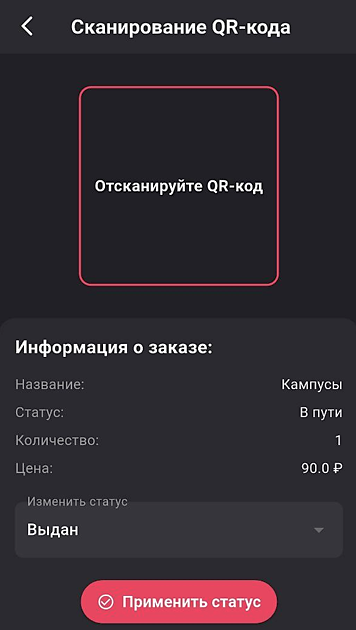 Сканирование QR-кода
Отсканируйте QR-код
Информация о заказе:
Название: Кампусы
Статус: В пути
Количество: 1
Цена: 90.0 ₽
Изменить статус
Выдан
Применить статус